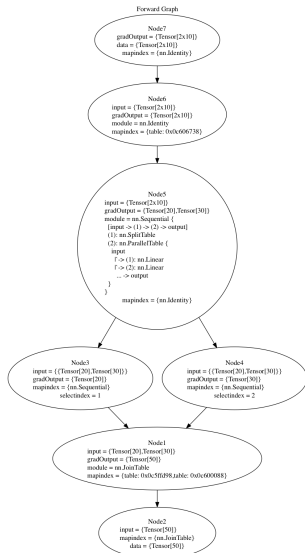 Forward Graph
Node7
gradOutput = {Tensor[2x10]}
data = {Tensor[2x10]}
mapindex = {nn.Identity}
Node6
input = {Tensor[2x10]}
gradOutput = {Tensor[2x10]}
module = nn.Identity
mapindex = {table: 0x0c606738}
Node5
input = {Tensor[2x10]}
gradOutput = {Tensor[20],Tensor[30]}
module = nn.Sequential {
[input -> (1) -> (2) -> output]
(1): nn.SplitTable
(2): nn.ParallelTable {
input
|`-> (1): nn.Linear
|`-> (2): nn.Linear
... -> output
}
}
mapindex = {nn.Identity}
Node3
input = {{Tensor[20],Tensor[30]}}
gradOutput = {Tensor[20]}
mapindex = {nn.Sequential}
selectindex = 1
Node4
input = {{Tensor[20],Tensor[30]}}
gradOutput = {Tensor[30]}
mapindex = {nn.Sequential}
selectindex = 2
Node1
input = {Tensor[20],Tensor[30]}
gradOutput = {Tensor[50]}
module = nn.JoinTable
mapindex = {table: 0x0c5ffd98,table: 0x0c600088}
Node2
input = {Tensor[50]}
mapindex = {nn.JoinTable}
data = {Tensor[50]}